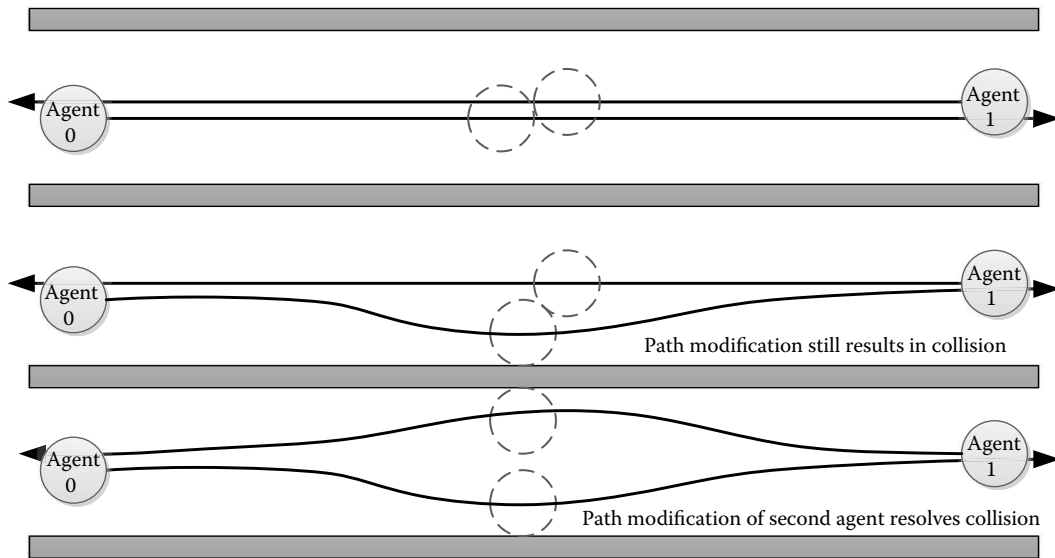 Agent
0
Agent
1
Agent
0
Agent
1
Path modification still results in collision
Agent
0
Agent
1
Path modification of second agent resolves collision